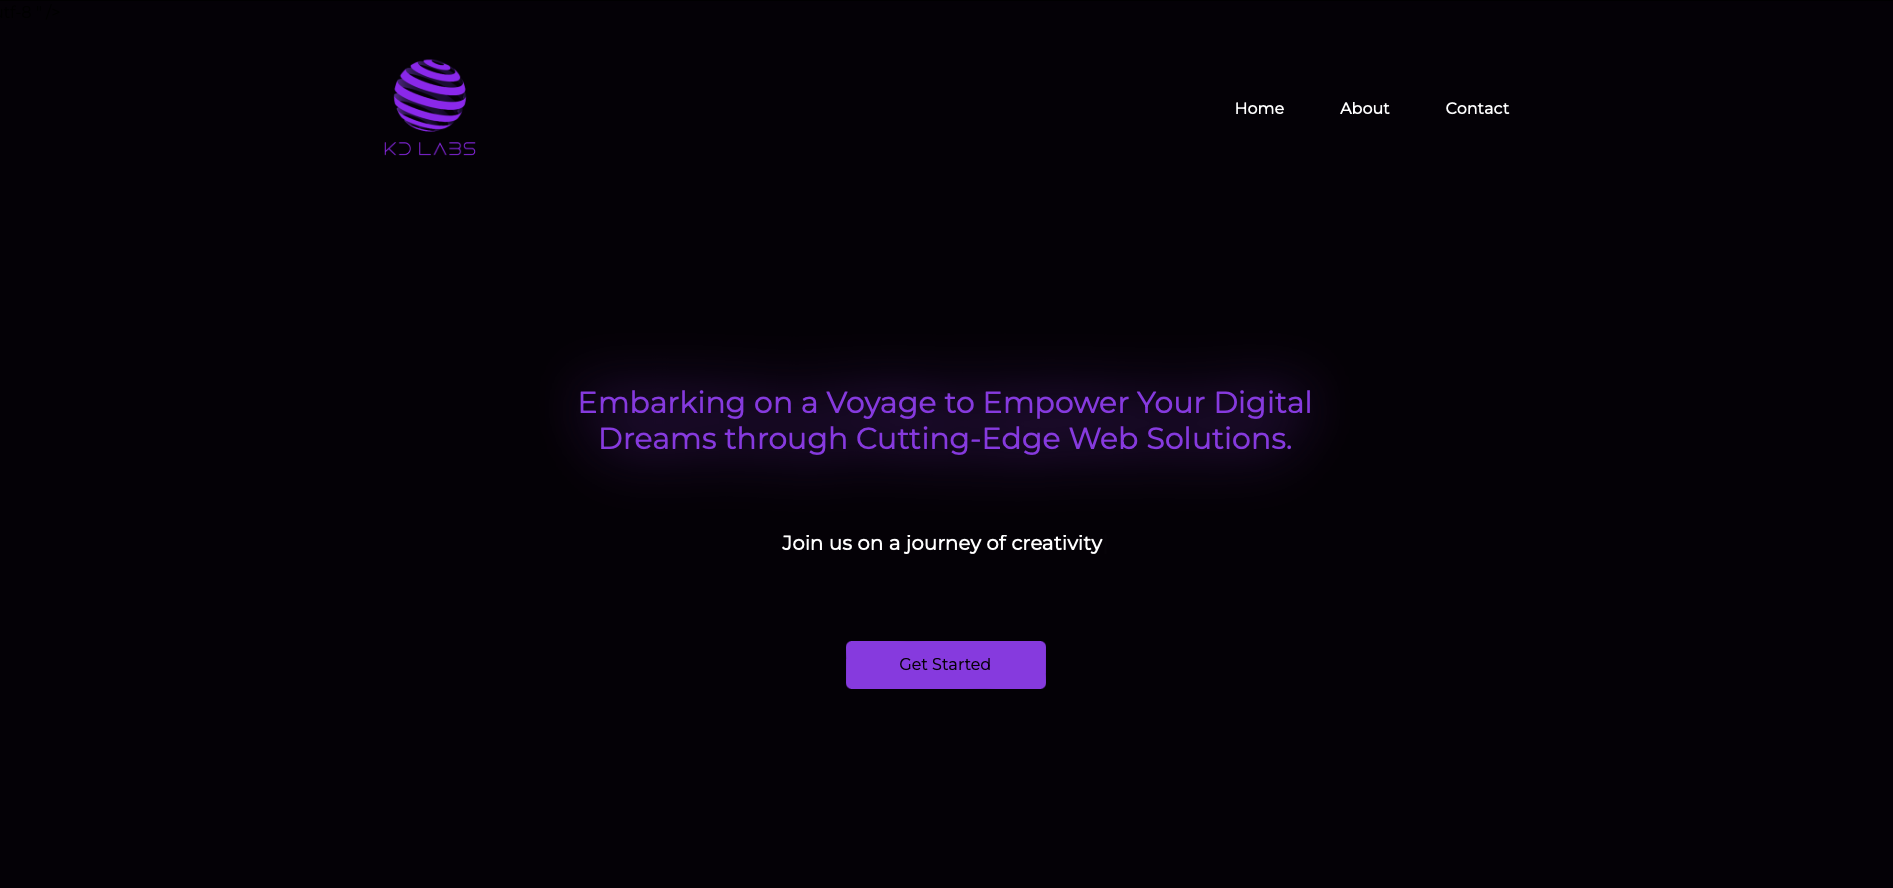 KD LABS
Home About Contact
Embarking on a Voyage to Empower Your Digital
Dreams through Cutting-Edge Web Solutions.
Join us on a journey of creativity
Get Started